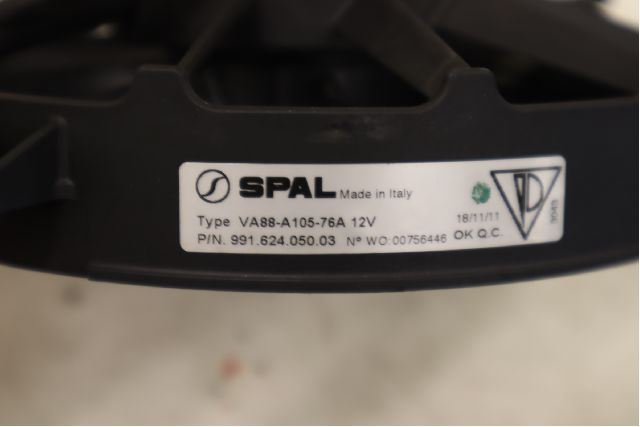 SPAL Made in Italy
Type VA88-A105-76A 12V 18/11/11
P/N. 991.624.050.03 Nº WO:00756446 OK Q.C.